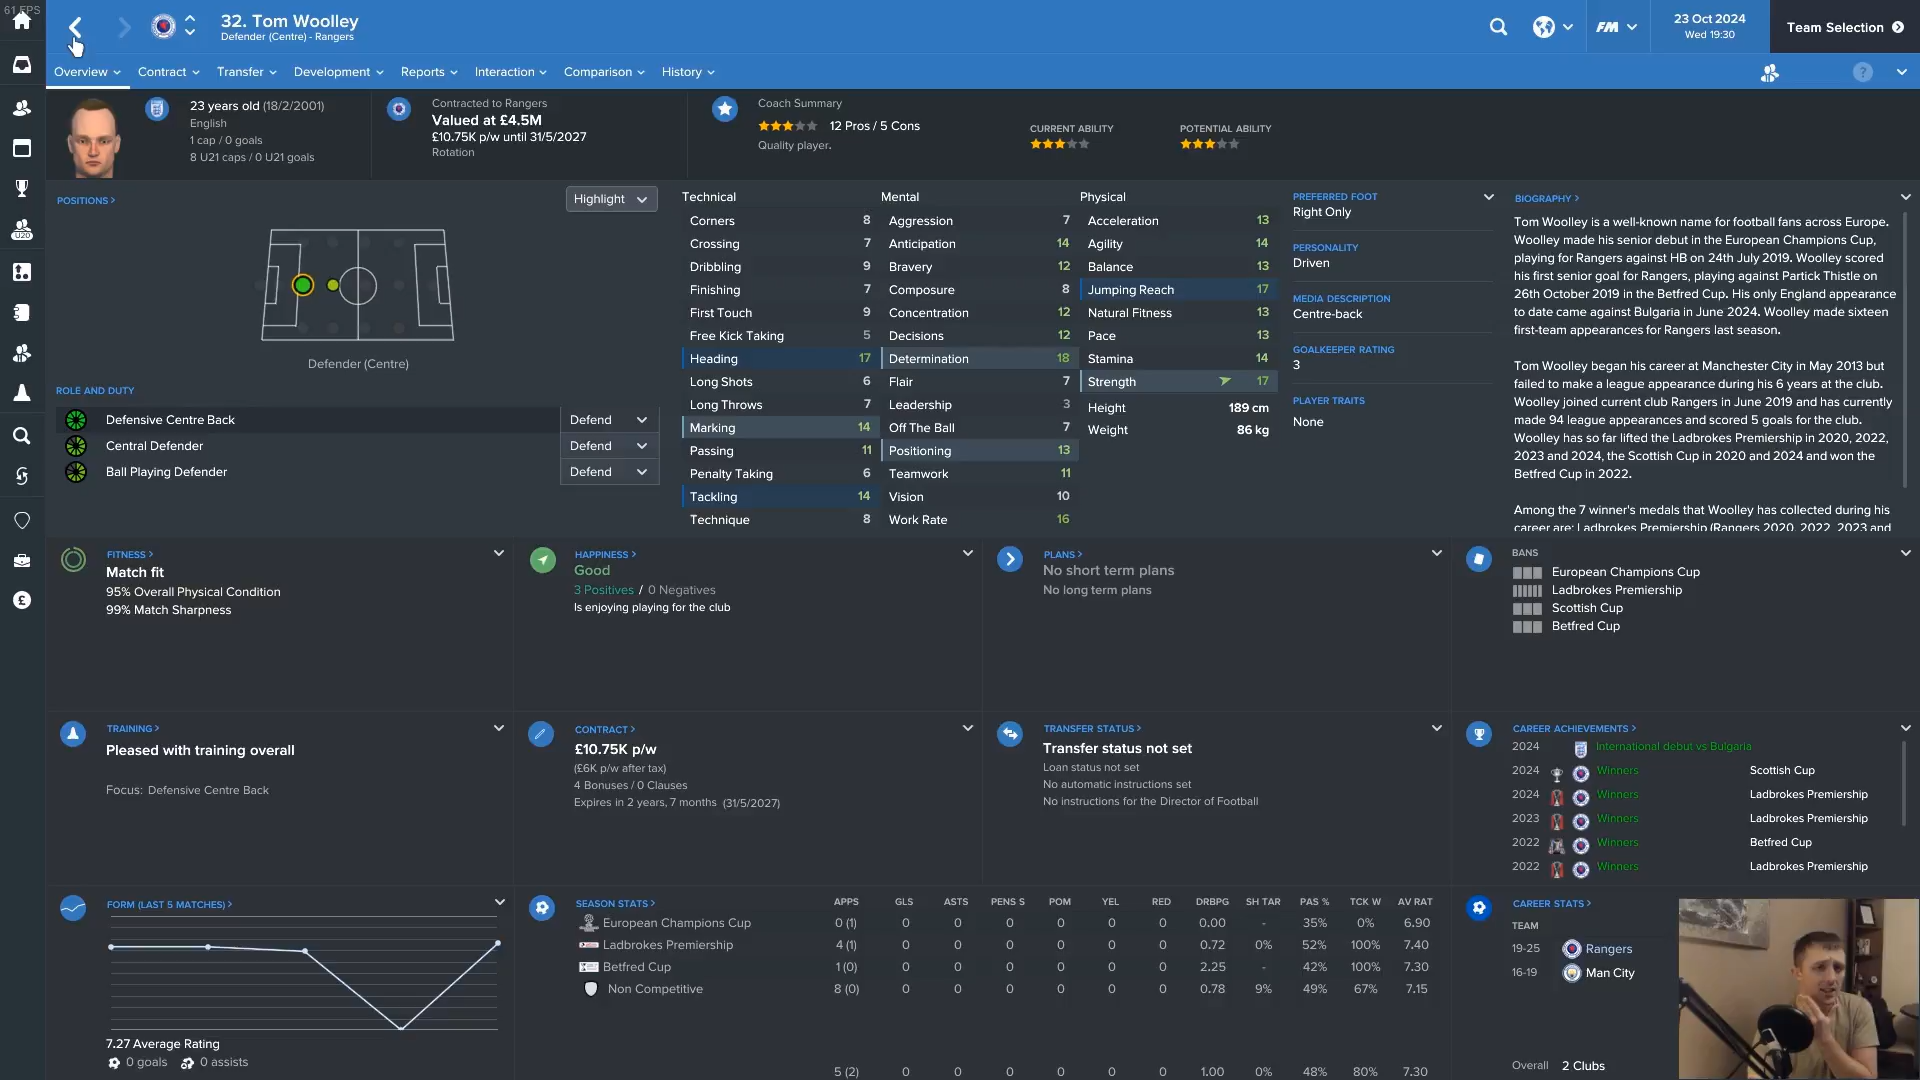 61 FPS
32. Tom Woolley
Defender (Centre) - Rangers
FM
23 Oct 2024
Wed 19:30
Team Selection
Overview Contract Transfer Development Reports Interaction Comparison History
?
U20
£
23 years old (18/2/2001)
English
1 cap / 0 goals
8 U21 caps / 0 U21 goals
Contracted to Rangers
Valued at £4.5M
£10.75K p/w until 31/5/2027
Rotation
Coach Summary
12 Pros / 5 Cons
Quality player.
CURRENT ABILITY
POTENTIAL ABILITY
POSITIONS >
Highlight
Defender (Centre)
ROLE AND DUTY
Defensive Centre Back Defend
Central Defender Defend
Ball Playing Defender Defend
Technical
Corners 8
Crossing 7
Dribbling 9
Finishing 7
First Touch 9
Free Kick Taking 5
Heading 17
Long Shots 6
Long Throws 7
Marking 14
Passing 11
Penalty Taking 6
Tackling 14
Technique 8
Mental
Aggression 7
Anticipation 14
Bravery 12
Composure 8
Concentration 12
Decisions 12
Determination 18
Flair 7
Leadership 3
Off The Ball 7
Positioning 13
Teamwork 11
Vision 10
Work Rate 16
Physical
Acceleration 13
Agility 14
Balance 13
Jumping Reach 17
Natural Fitness 13
Pace 13
Stamina 14
Strength 17
Height 189 cm
Weight 86 kg
PREFERRED FOOT
Right Only
PERSONALITY
Driven
MEDIA DESCRIPTION
Centre-back
GOALKEEPER RATING
3
PLAYER TRAITS
None
BIOGRAPHY >
Tom Woolley is a well-known name for football fans across Europe.
Woolley made his senior debut in the European Champions Cup,
playing for Rangers against HB on 24th July 2019. Woolley scored
his first senior goal for Rangers, playing against Partick Thistle on
26th October 2019 in the Betfred Cup. His only England appearance
to date came against Bulgaria in June 2024. Woolley made sixteen
first-team appearances for Rangers last season.
Tom Woolley began his career at Manchester City in May 2013 but
failed to make a league appearance during his 6 years at the club.
Woolley joined current club Rangers in June 2019 and has currently
made 94 league appearances and scored 5 goals for the club.
Woolley has so far lifted the Ladbrokes Premiership in 2020, 2022,
2023 and 2024, the Scottish Cup in 2020 and 2024 and won the
Betfred Cup in 2022.
Among the 7 winner's medals that Woolley has collected during his
career are: Ladbrokes Premiership (Rangers 2020, 2022, 2023 and
FITNESS >
Match fit
95% Overall Physical Condition
99% Match Sharpness
HAPPINESS >
Good
3 Positives / 0 Negatives
Is enjoying playing for the club
PLANS >
No short term plans
No long term plans
BANS
European Champions Cup
Ladbrokes Premiership
Scottish Cup
Betfred Cup
TRAINING >
Pleased with training overall
Focus: Defensive Centre Back
CONTRACT >
£10.75K p/w
(£6K p/w after tax)
4 Bonuses / 0 Clauses
Expires in 2 years, 7 months (31/5/2027)
TRANSFER STATUS >
Transfer status not set
Loan status not set
No automatic instructions set
No instructions for the Director of Football
CAREER ACHIEVEMENTS >
2024 International debut vs Bulgaria
2024 Winners Scottish Cup
2024 Winners Ladbrokes Premiership
2023 Winners Ladbrokes Premiership
2022 Winners Betfred Cup
2022 Winners Ladbrokes Premiership
FORM (LAST 5 MATCHES) >
7.27 Average Rating
0 goals 0 assists
SEASON STATS > APPS GLS ASTS PENS S POM YEL RED DRBPG SH TAR PAS % TCK W AV RAT
European Champions Cup 0 (1) 0 0 0 0 0 0 0.00 - 35% 0% 6.90
Ladbrokes Premiership 4 (1) 0 0 0 0 0 0 0.72 0% 52% 100% 7.40
Betfred Cup 1 (0) 0 0 0 0 0 0 2.25 - 42% 100% 7.30
Non Competitive 8 (0) 0 0 0 0 0 0 0.78 9% 49% 67% 7.15
5 (2) 0 0 0 0 0 0 1.00 0% 48% 80% 7.30
CAREER STATS >
TEAM
19-25 Rangers
16-19 Man City
Overall 2 Clubs